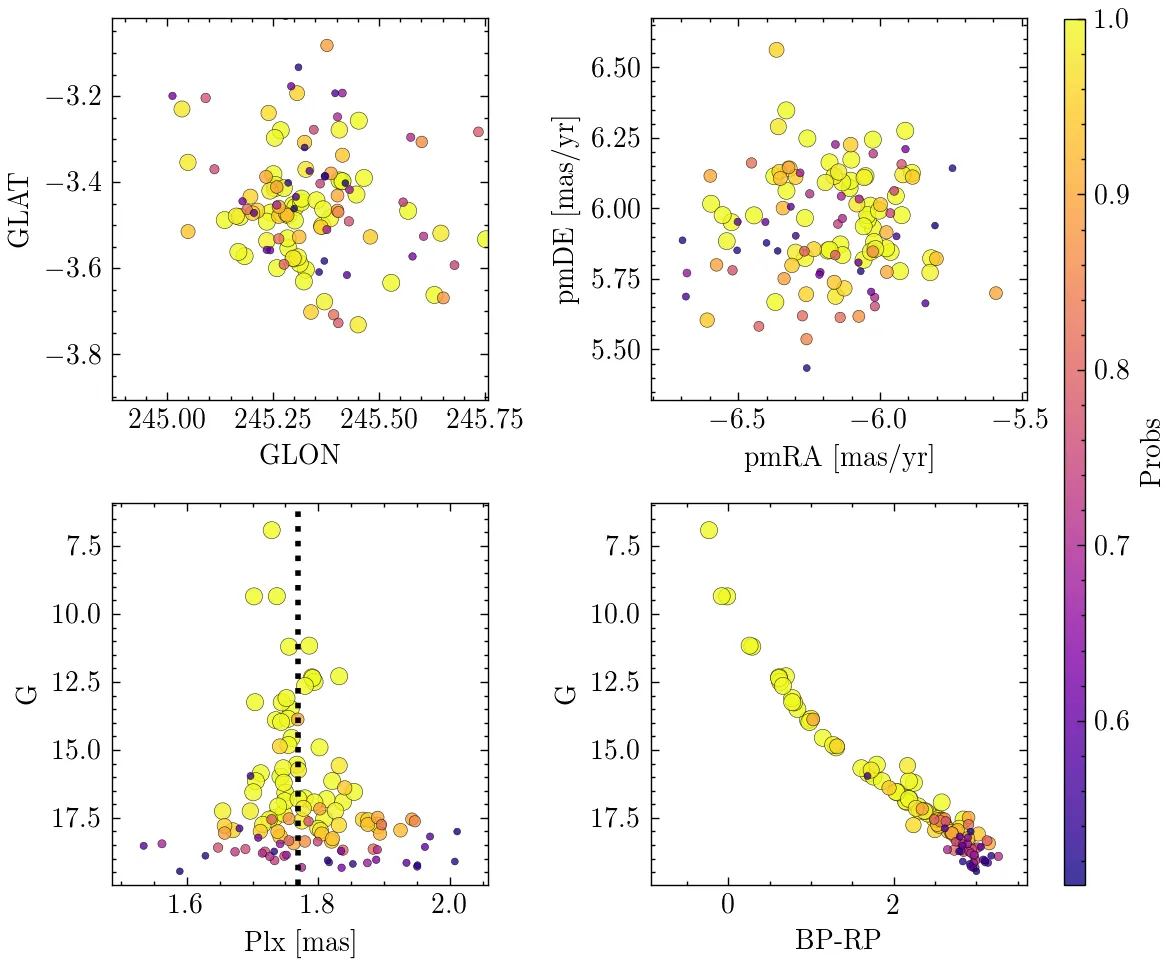 −3.2
−3.4
−3.6
−3.8
GLAT
245.00 245.25 245.50 245.75
GLON
6.50
6.25
6.00
5.75
5.50
pmDE [mas/yr]
−6.5 −6.0 −5.5
pmRA [mas/yr]
7.5
10.0
12.5
15.0
17.5
G
1.6 1.8 2.0
Plx [mas]
7.5
10.0
12.5
15.0
17.5
G
0 2
BP-RP
1.0
0.9
0.8
0.7
0.6
Probs